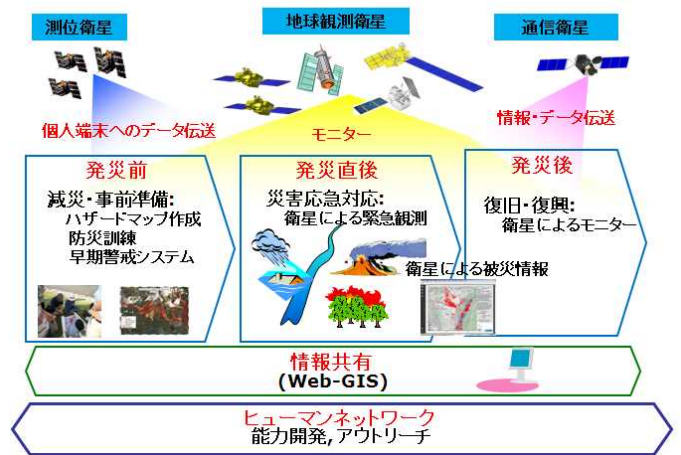 測位衛星
地球観測衛星
通信衛星
個人端末へのデータ伝送
モニター
情報・データ伝送
発災前
減災・事前準備:
ハザードマップ作成
防災訓練
早期警戒システム
発災直後
災害応急対応:
衛星による緊急観測
衛星による被災情報
発災後
復旧・復興:
衛星によるモニター
情報共有
(Web-GIS)
ヒューマンネットワーク
能力開発,アウトリーチ